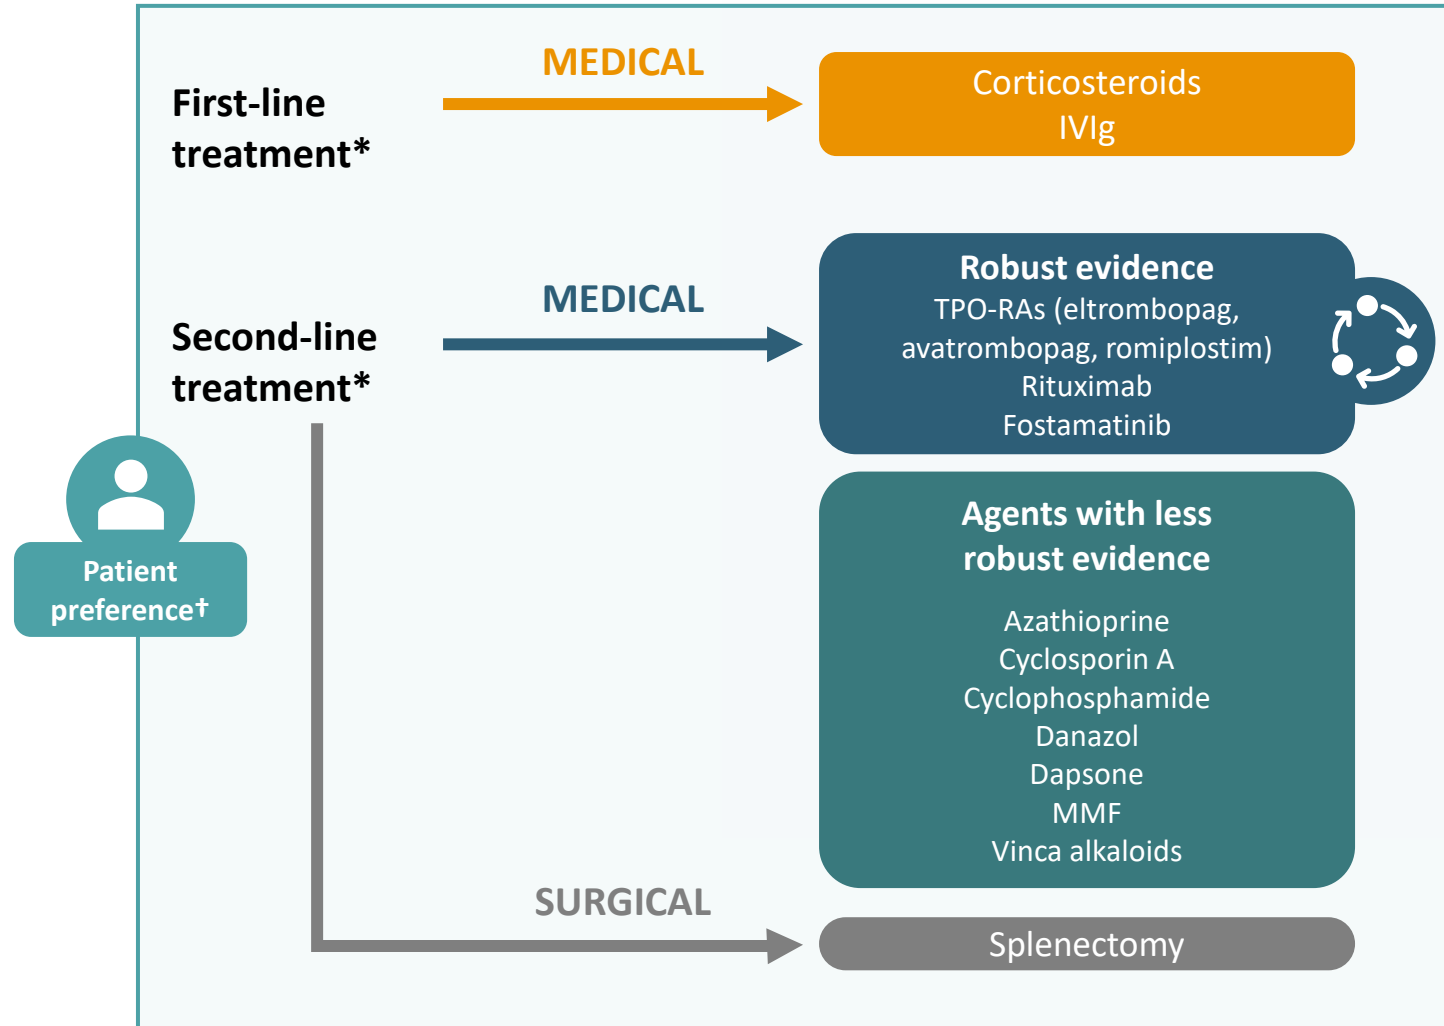 First-line
treatment*
MEDICAL
Corticosteroids
IVIg
Second-line
treatment*
MEDICAL
Robust evidence
TPO-RAs (eltrombopag,
avatrombopag, romiplostim)
Rituximab
Fostamatinib
Patient
preference†
Agents with less
robust evidence
Azathioprine
Cyclosporin A
Cyclophosphamide
Danazol
Dapsone
MMF
Vinca alkaloids
SURGICAL
Splenectomy